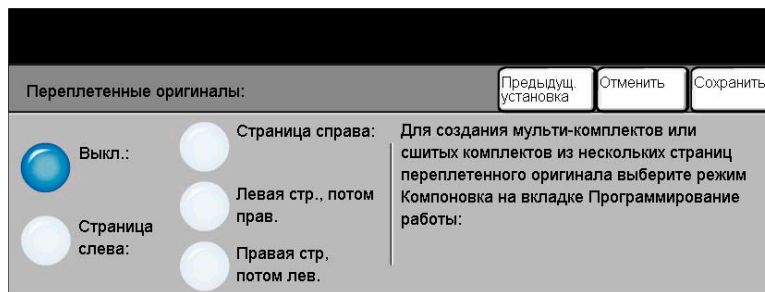 Переплетенные оригиналы:
Предыдущ.
установка
Отменить
Сохранить
Выкл.:
Страница
слева:
Страница справа:
Левая стр., потом
прав.
Правая стр,
потом лев.
Для создания мульти-комплектов или
сшитых комплектов из нескольких страниц
переплетенного оригинала выберите режим
Компоновка на вкладке Программирование
работы: